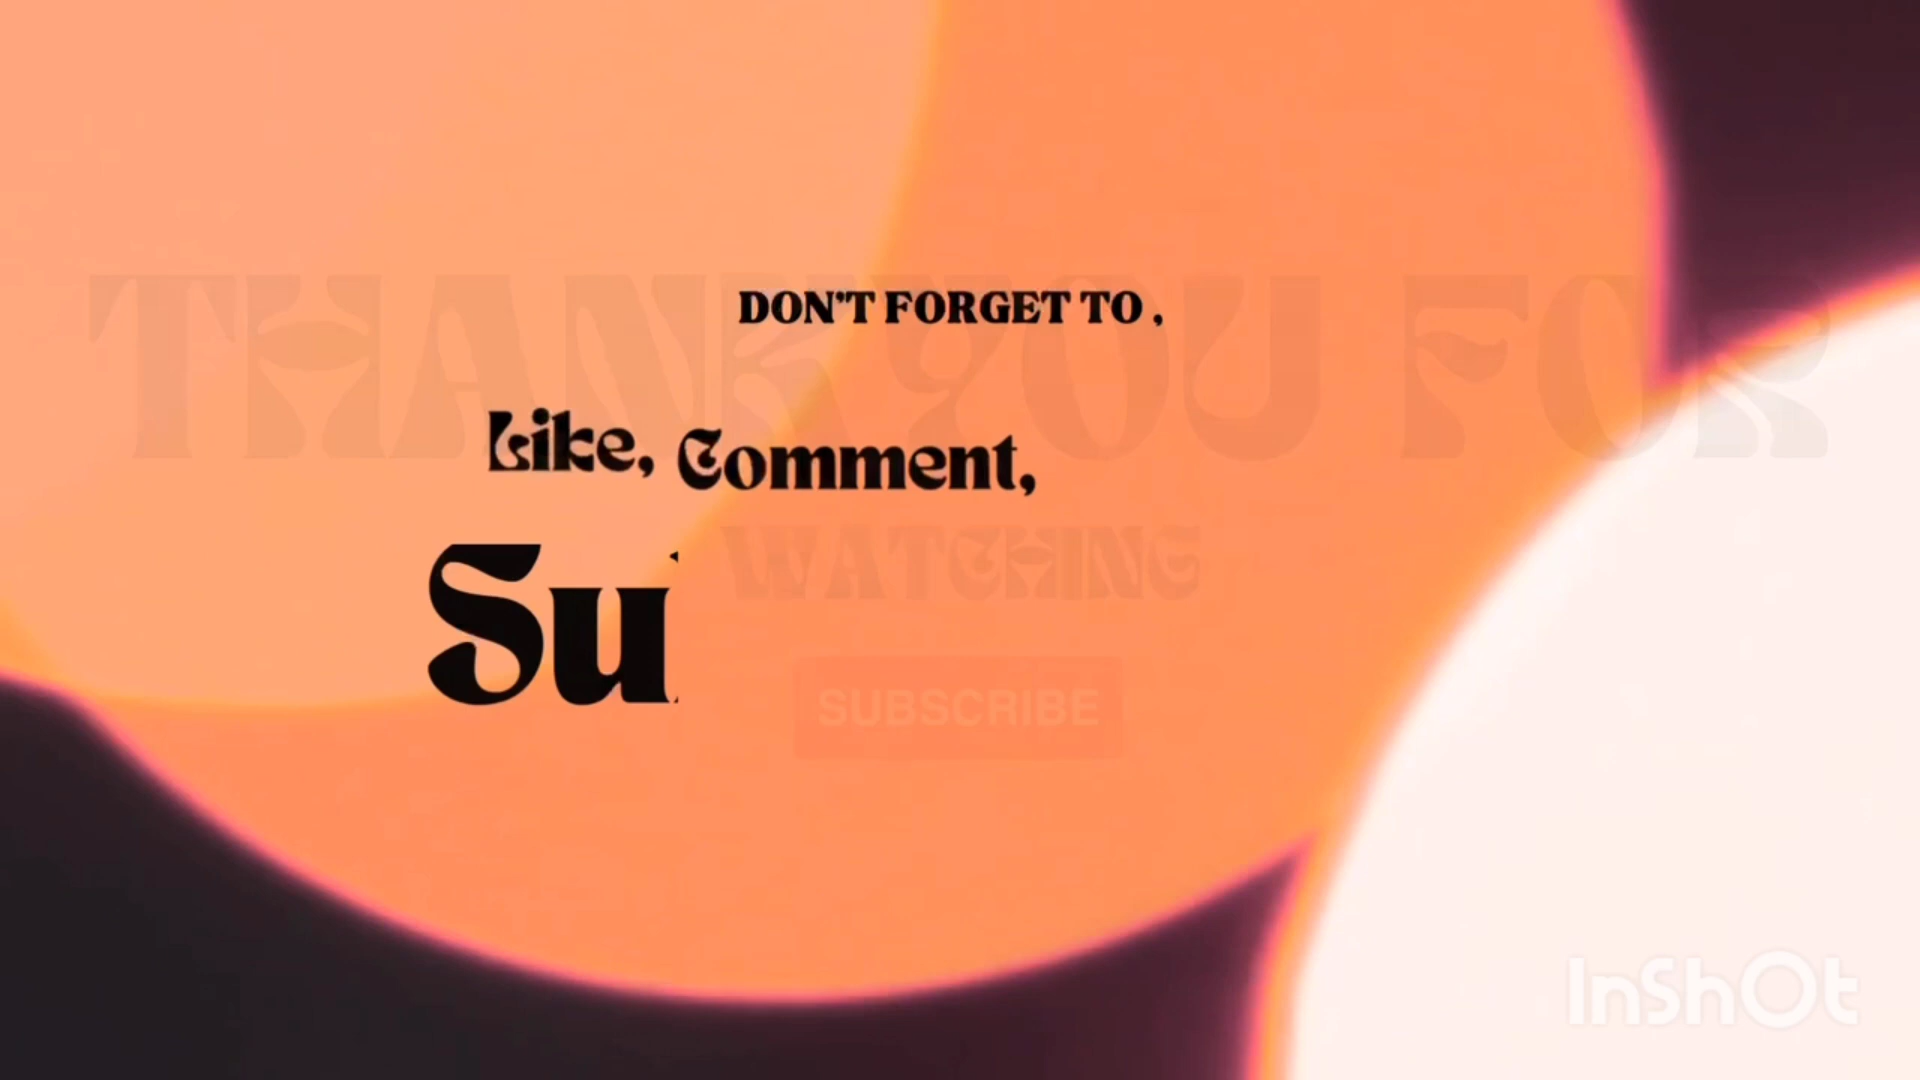 THANK YOU FOR
DON'T FORGET TO ,
Like, Comment,
WATCHING
Su
SUBSCRIBE
InShOt